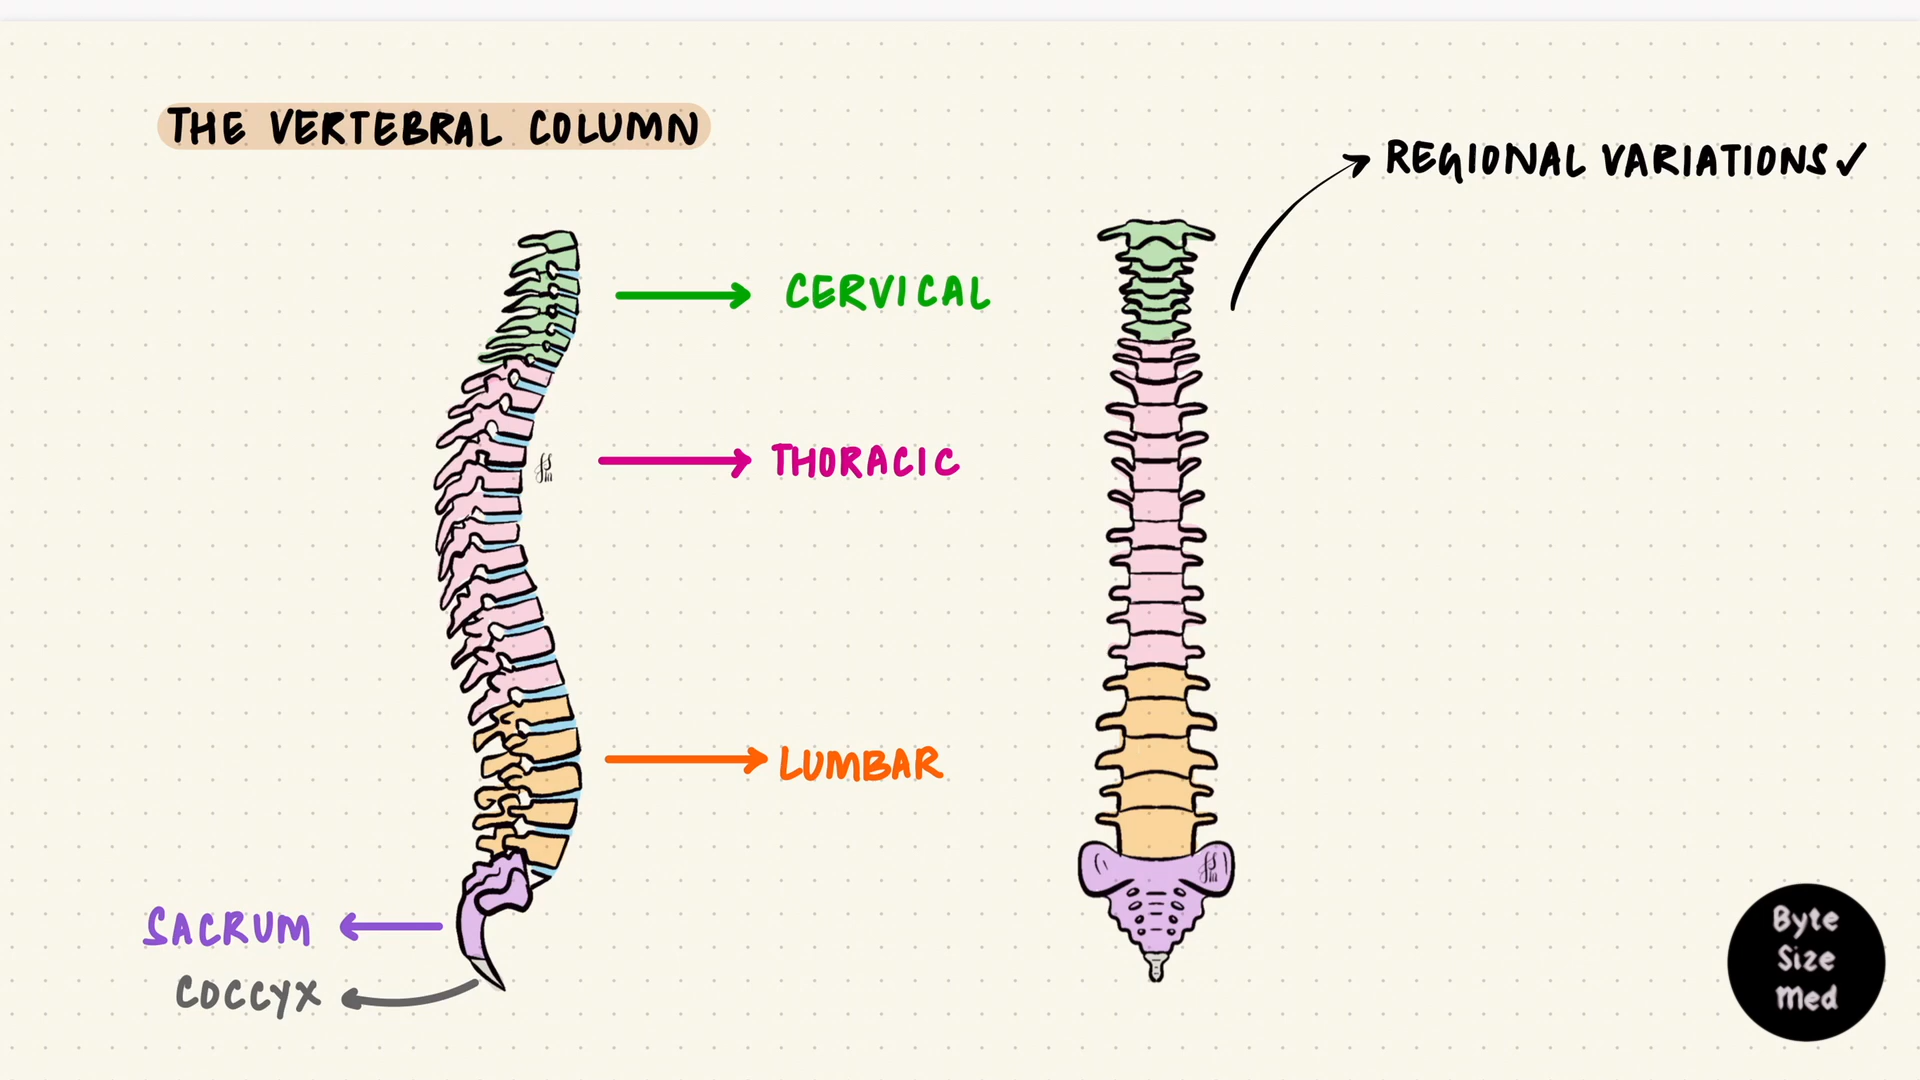 THE VERTEBRAL COLUMN
REGIONAL VARIATIONS ✓
CERVICAL
THORACIC
LUMBAR
SACRUM
COCCYX
Byte
Size
Med